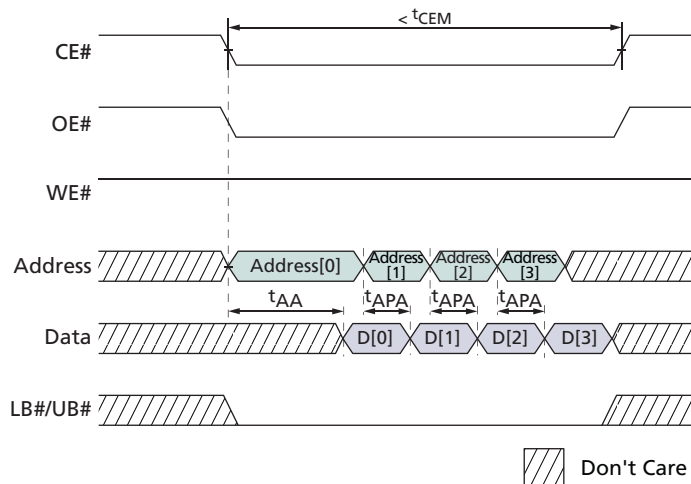 < tCEM
CE#
OE#
WE#
Address
Address[0]
Address
[1]
Address
[2]
Address
[3]
tAA
tAPA
tAPA
tAPA
Data
D[0]
D[1]
D[2]
D[3]
LB#/UB#
Don't Care